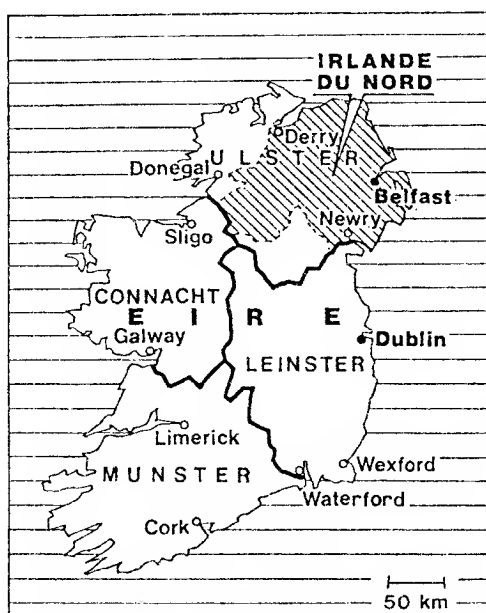 IRLANDE
DU NORD
Derry
ULSTER
Donegal
Belfast
Newry
Sligo
CONNACHT
EIRE
Galway
Dublin
LEINSTER
Limerick
Wexford
MUNSTER
Waterford
Cork
50 km